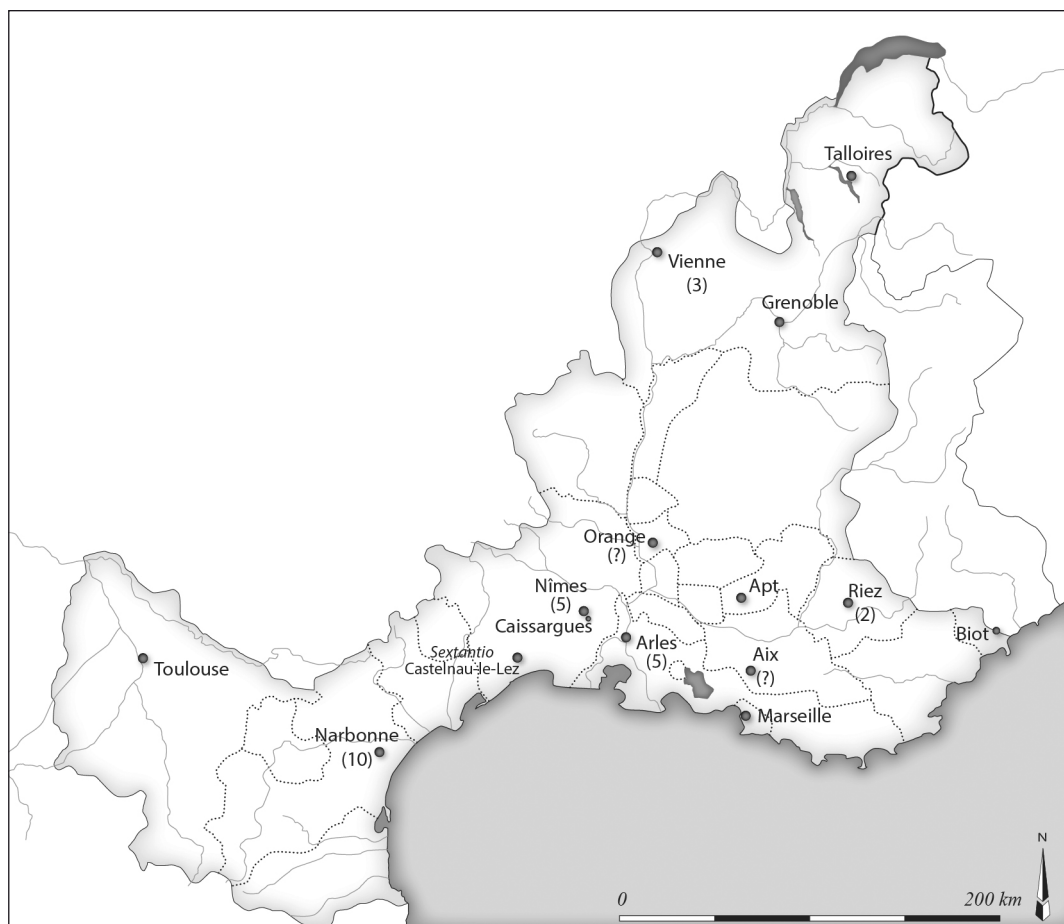 Talloires
Vienne
(3)
Grenoble
Orange
(?)
Nîmes
(5)
Caissargues
Apt
Riez
(2)
Biot
Sextantio
Castelnau-le-Lez
Arles
(5)
Aix
(?)
Toulouse
Marseille
Narbonne
(10)
N
0
200 km